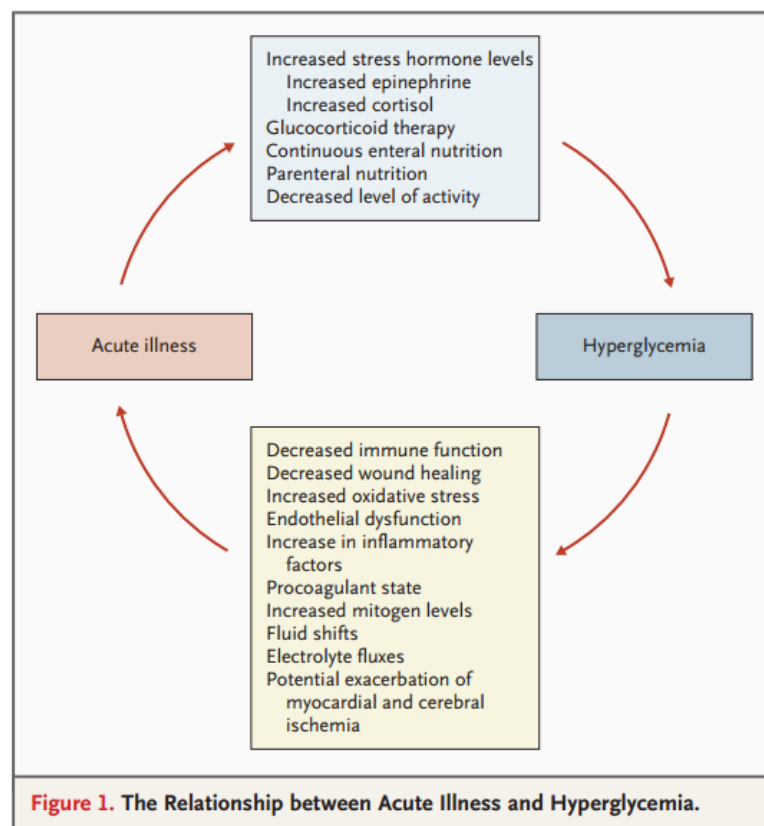 Increased stress hormone levels
Increased epinephrine
Increased cortisol
Glucocorticoid therapy
Continuous enteral nutrition
Parenteral nutrition
Decreased level of activity
Acute illness
Hyperglycemia
Decreased immune function
Decreased wound healing
Increased oxidative stress
Endothelial dysfunction
Increase in inflammatory
factors
Procoagulant state
Increased mitogen levels
Fluid shifts
Electrolyte fluxes
Potential exacerbation of
myocardial and cerebral
ischemia
Figure 1. The Relationship between Acute Illness and Hyperglycemia.